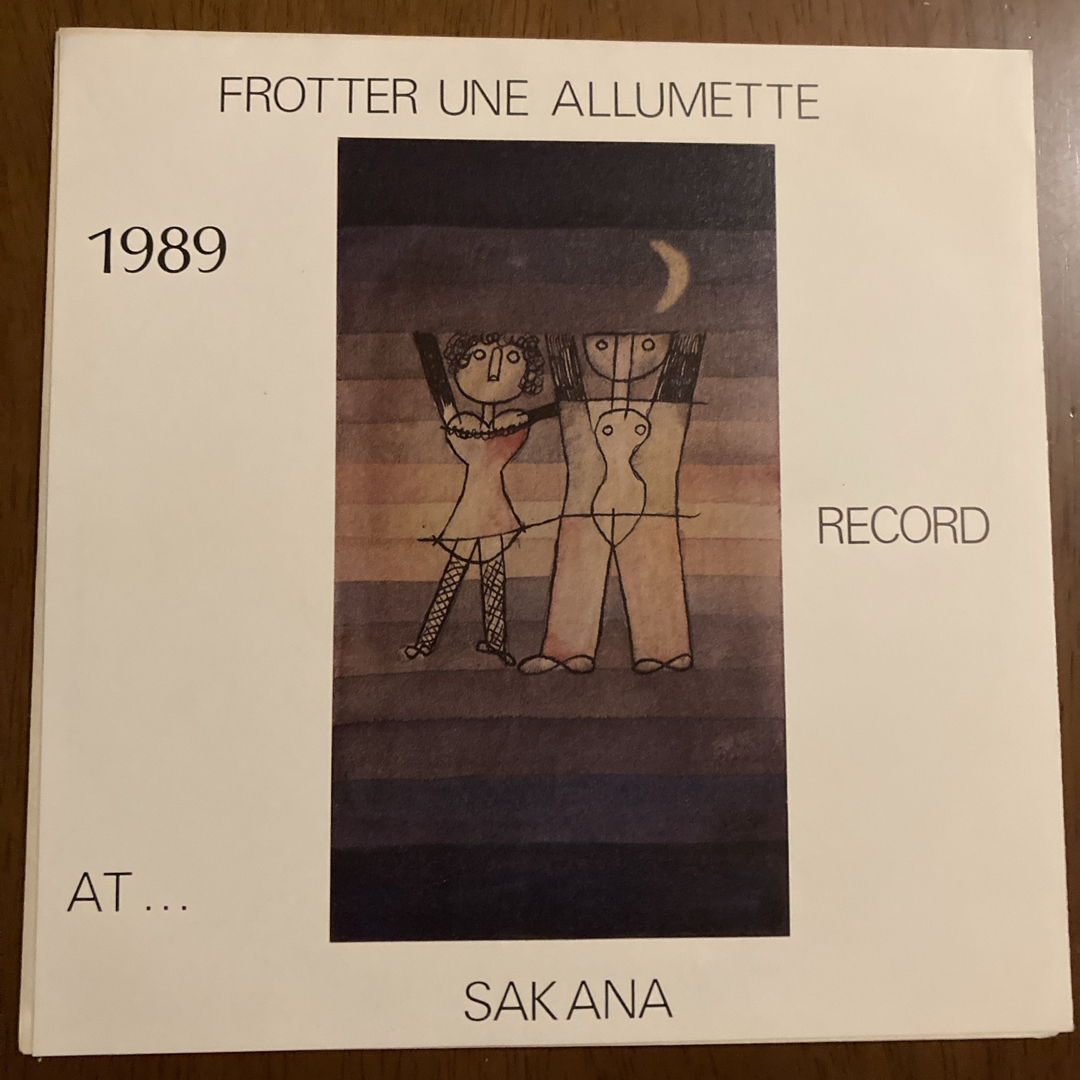 FROTTER UNE ALLUMETTE
1989
RECORD
AT...
SAKANA